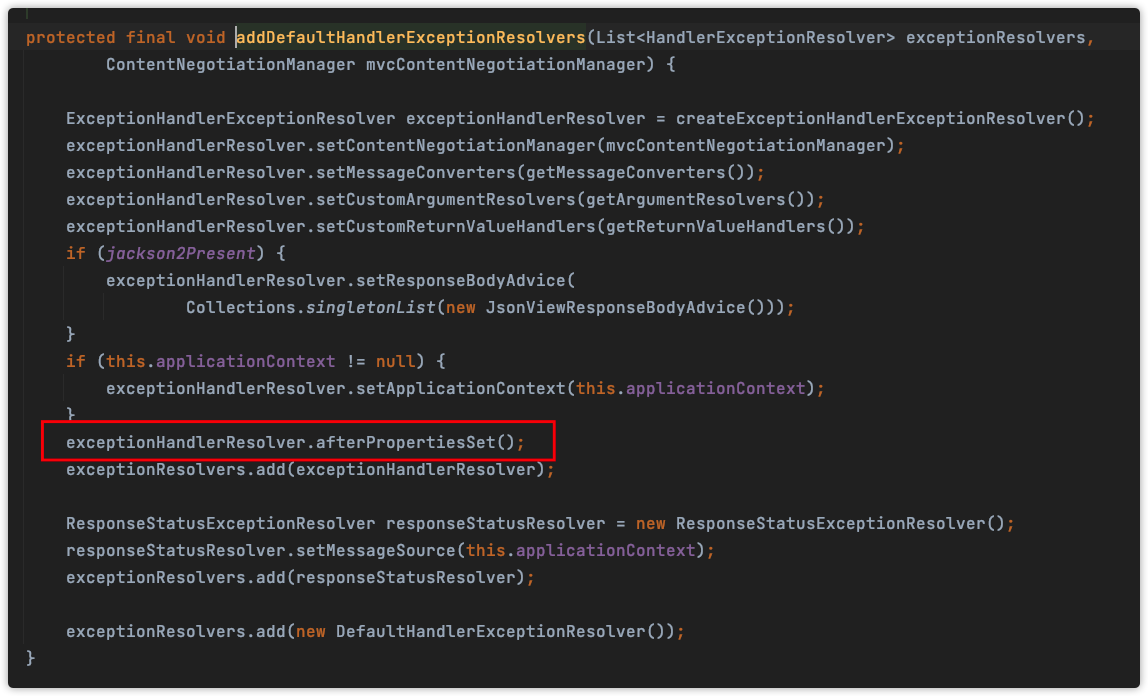 protected final void addDefaultHandlerExceptionResolvers(List<HandlerExceptionResolver> exceptionResolvers,
        ContentNegotiationManager mvcContentNegotiationManager) {
    ExceptionHandlerExceptionResolver exceptionHandlerResolver = createExceptionHandlerExceptionResolver();
    exceptionHandlerResolver.setContentNegotiationManager(mvcContentNegotiationManager);
    exceptionHandlerResolver.setMessageConverters(getMessageConverters());
    exceptionHandlerResolver.setCustomArgumentResolvers(getArgumentResolvers());
    exceptionHandlerResolver.setCustomReturnValueHandlers(getReturnValueHandlers());
    if (jackson2Present) {
        exceptionHandlerResolver.setResponseBodyAdvice(
                Collections.singletonList(new JsonViewResponseBodyAdvice()));
    }
    if (this.applicationContext != null) {
        exceptionHandlerResolver.setApplicationContext(this.applicationContext);
    }
    exceptionHandlerResolver.afterPropertiesSet();
    exceptionResolvers.add(exceptionHandlerResolver);
    ResponseStatusExceptionResolver responseStatusResolver = new ResponseStatusExceptionResolver();
    responseStatusResolver.setMessageSource(this.applicationContext);
    exceptionResolvers.add(responseStatusResolver);
    exceptionResolvers.add(new DefaultHandlerExceptionResolver());
}